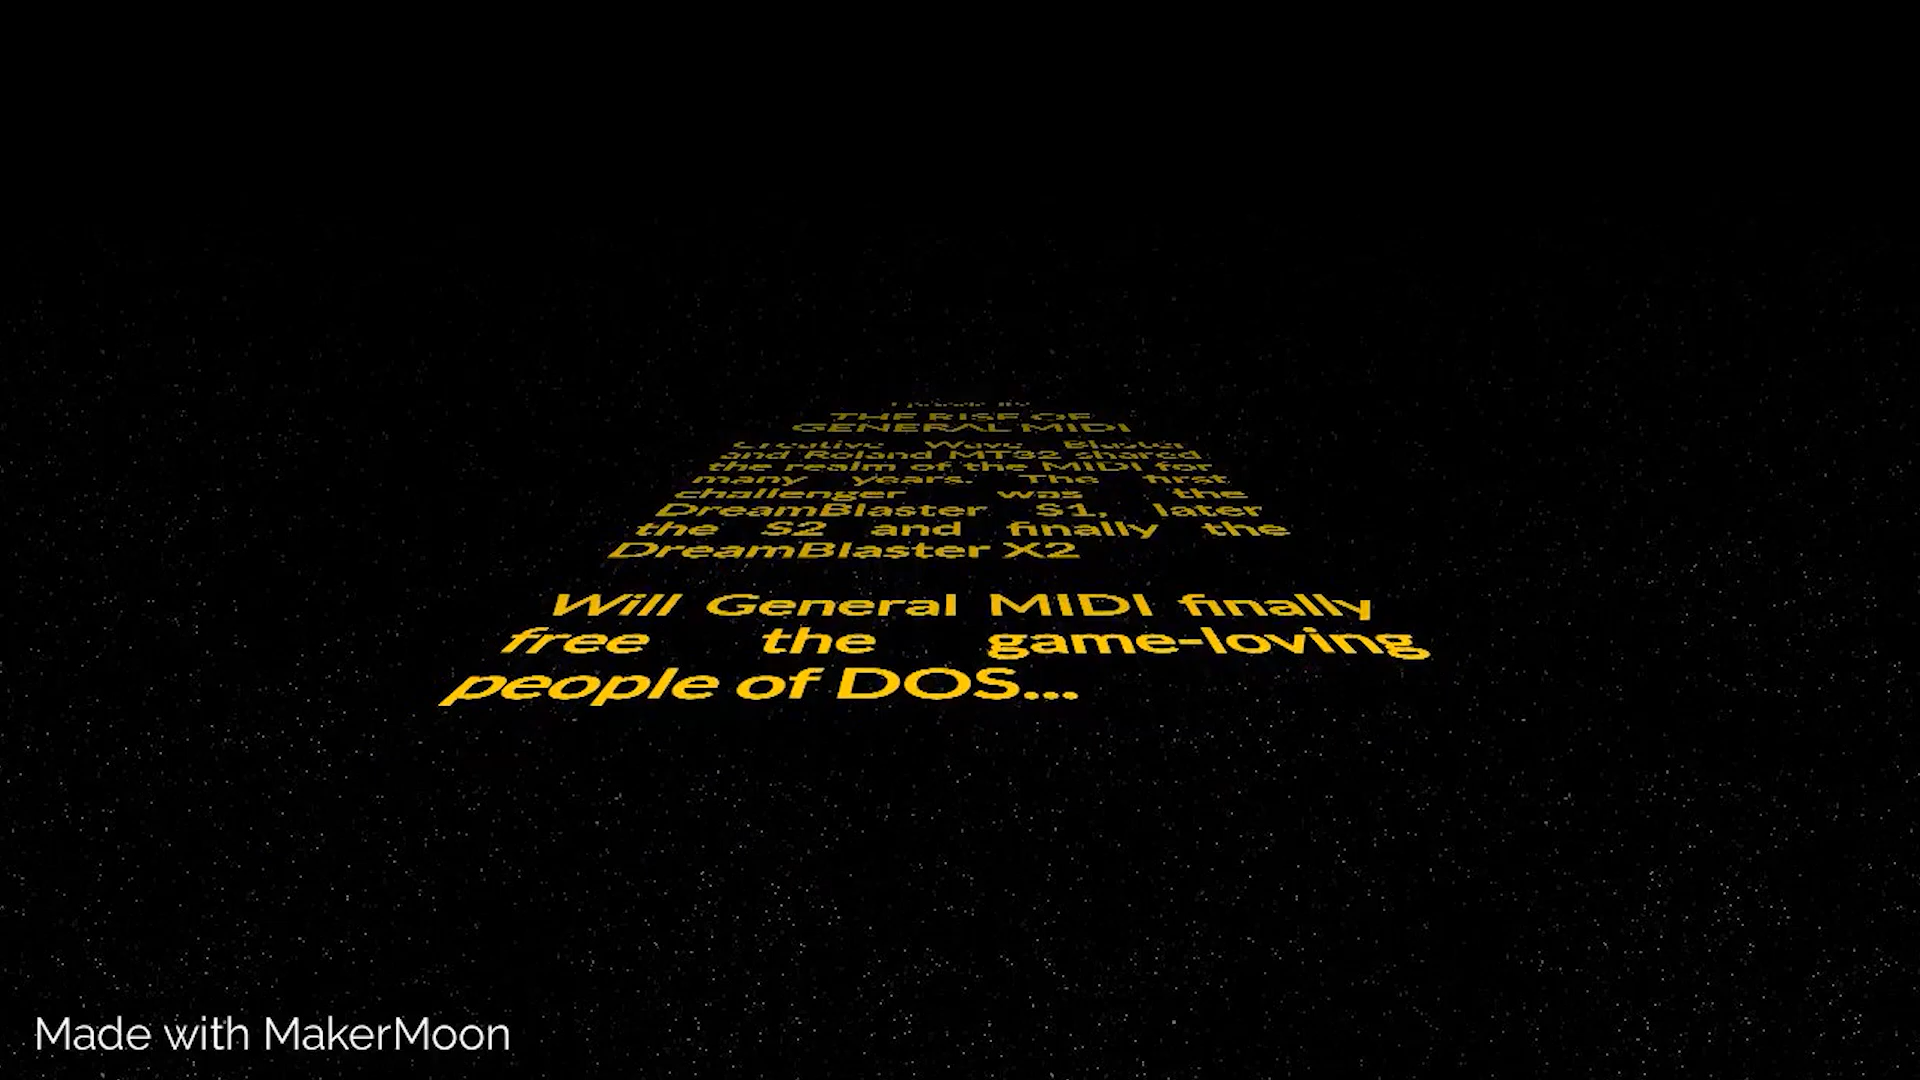 Episode IV
THE RISE OF
GENERAL MIDI
Creative Wave Blaster
and Roland MT32 shared
the realm of the MIDI for
many years. The first
challenger was the
DreamBlaster S1, later
the S2 and finally the
DreamBlaster X2
Will General MIDI finally
free the game-loving
people of DOS...
Made with MakerMoon